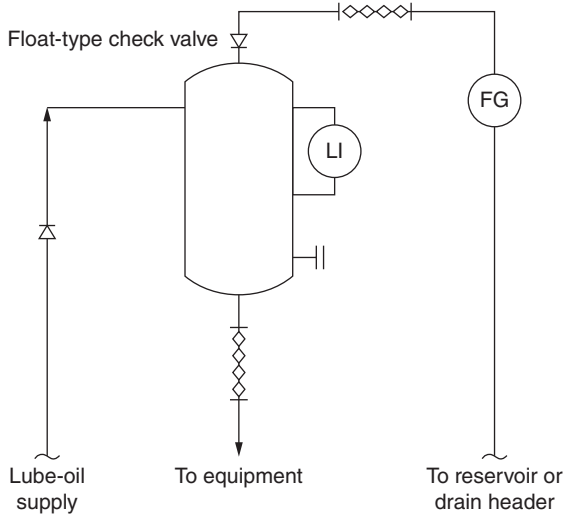 Float-type check valve
FG
LI
Lube-oil
supply
To equipment
To reservoir or
drain header